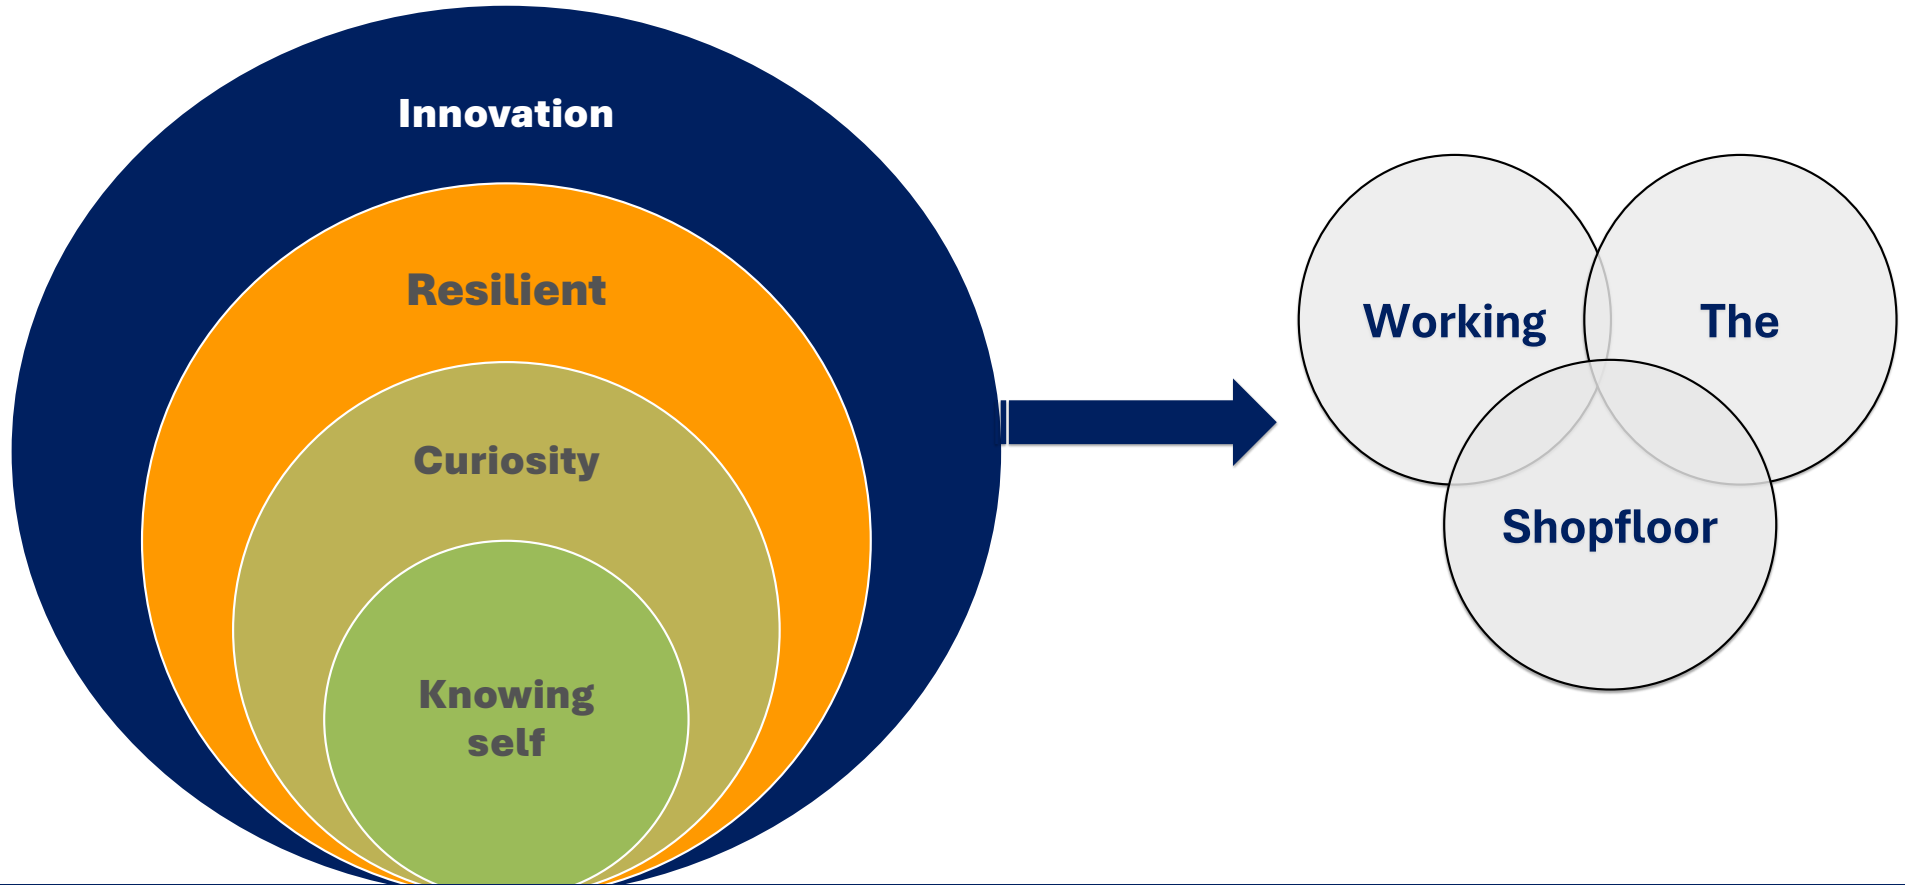 Innovation
Resilient
Curiosity
Knowing
self
Working
The
Shopfloor